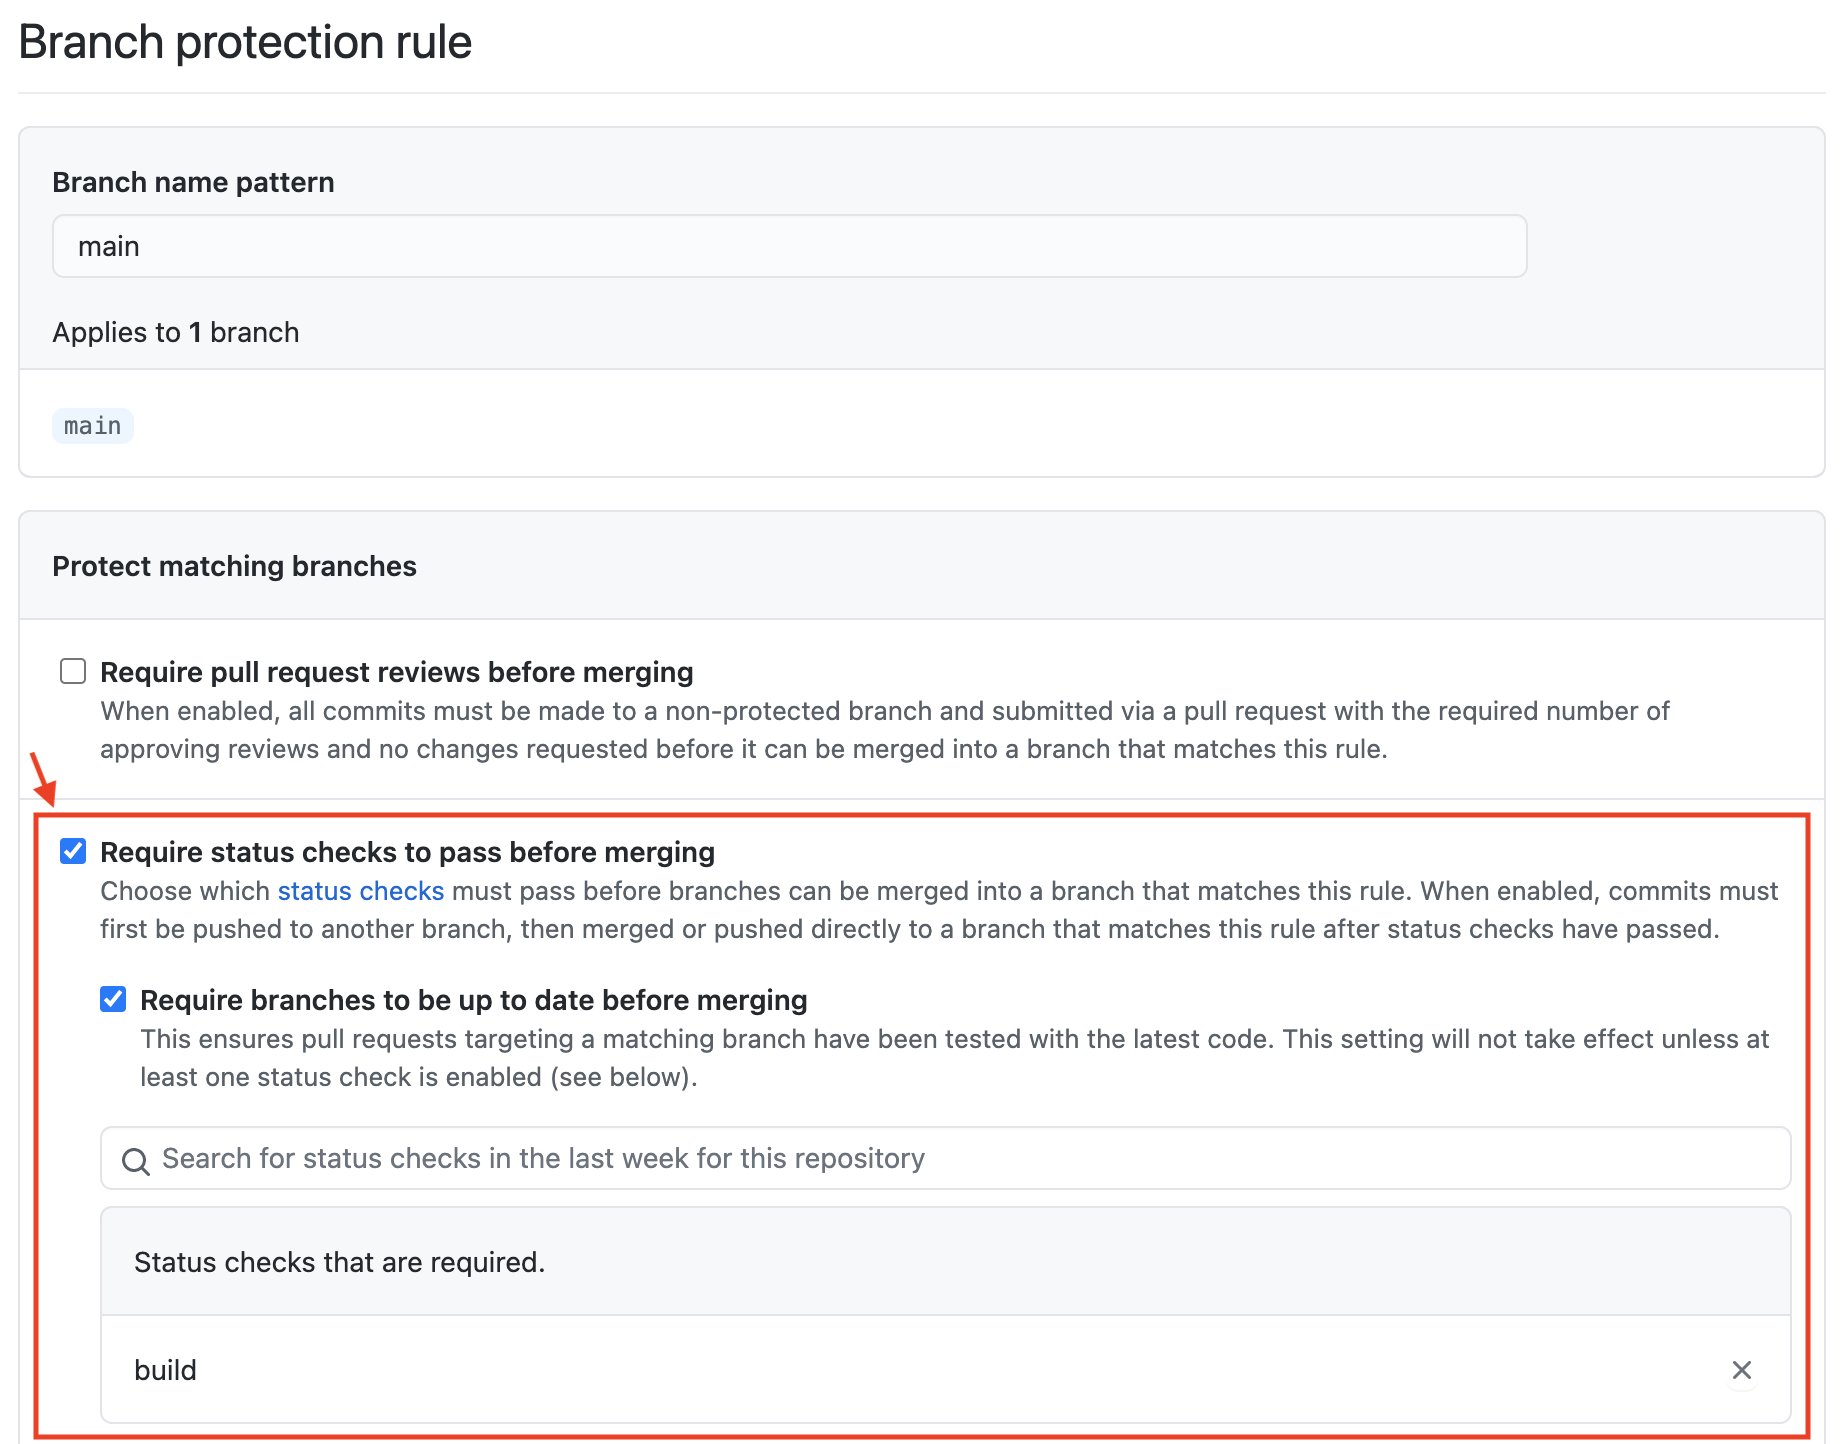 Branch protection rule
Branch name pattern
main
Applies to 1 branch
main
Protect matching branches
Require pull request reviews before merging
When enabled, all commits must be made to a non-protected branch and submitted via a pull request with the required number of
approving reviews and no changes requested before it can be merged into a branch that matches this rule.
Require status checks to pass before merging
Choose which status checks must pass before branches can be merged into a branch that matches this rule. When enabled, commits must
first be pushed to another branch, then merged or pushed directly to a branch that matches this rule after status checks have passed.
Require branches to be up to date before merging
This ensures pull requests targeting a matching branch have been tested with the latest code. This setting will not take effect unless at
least one status check is enabled (see below).
Search for status checks in the last week for this repository
Status checks that are required.
build